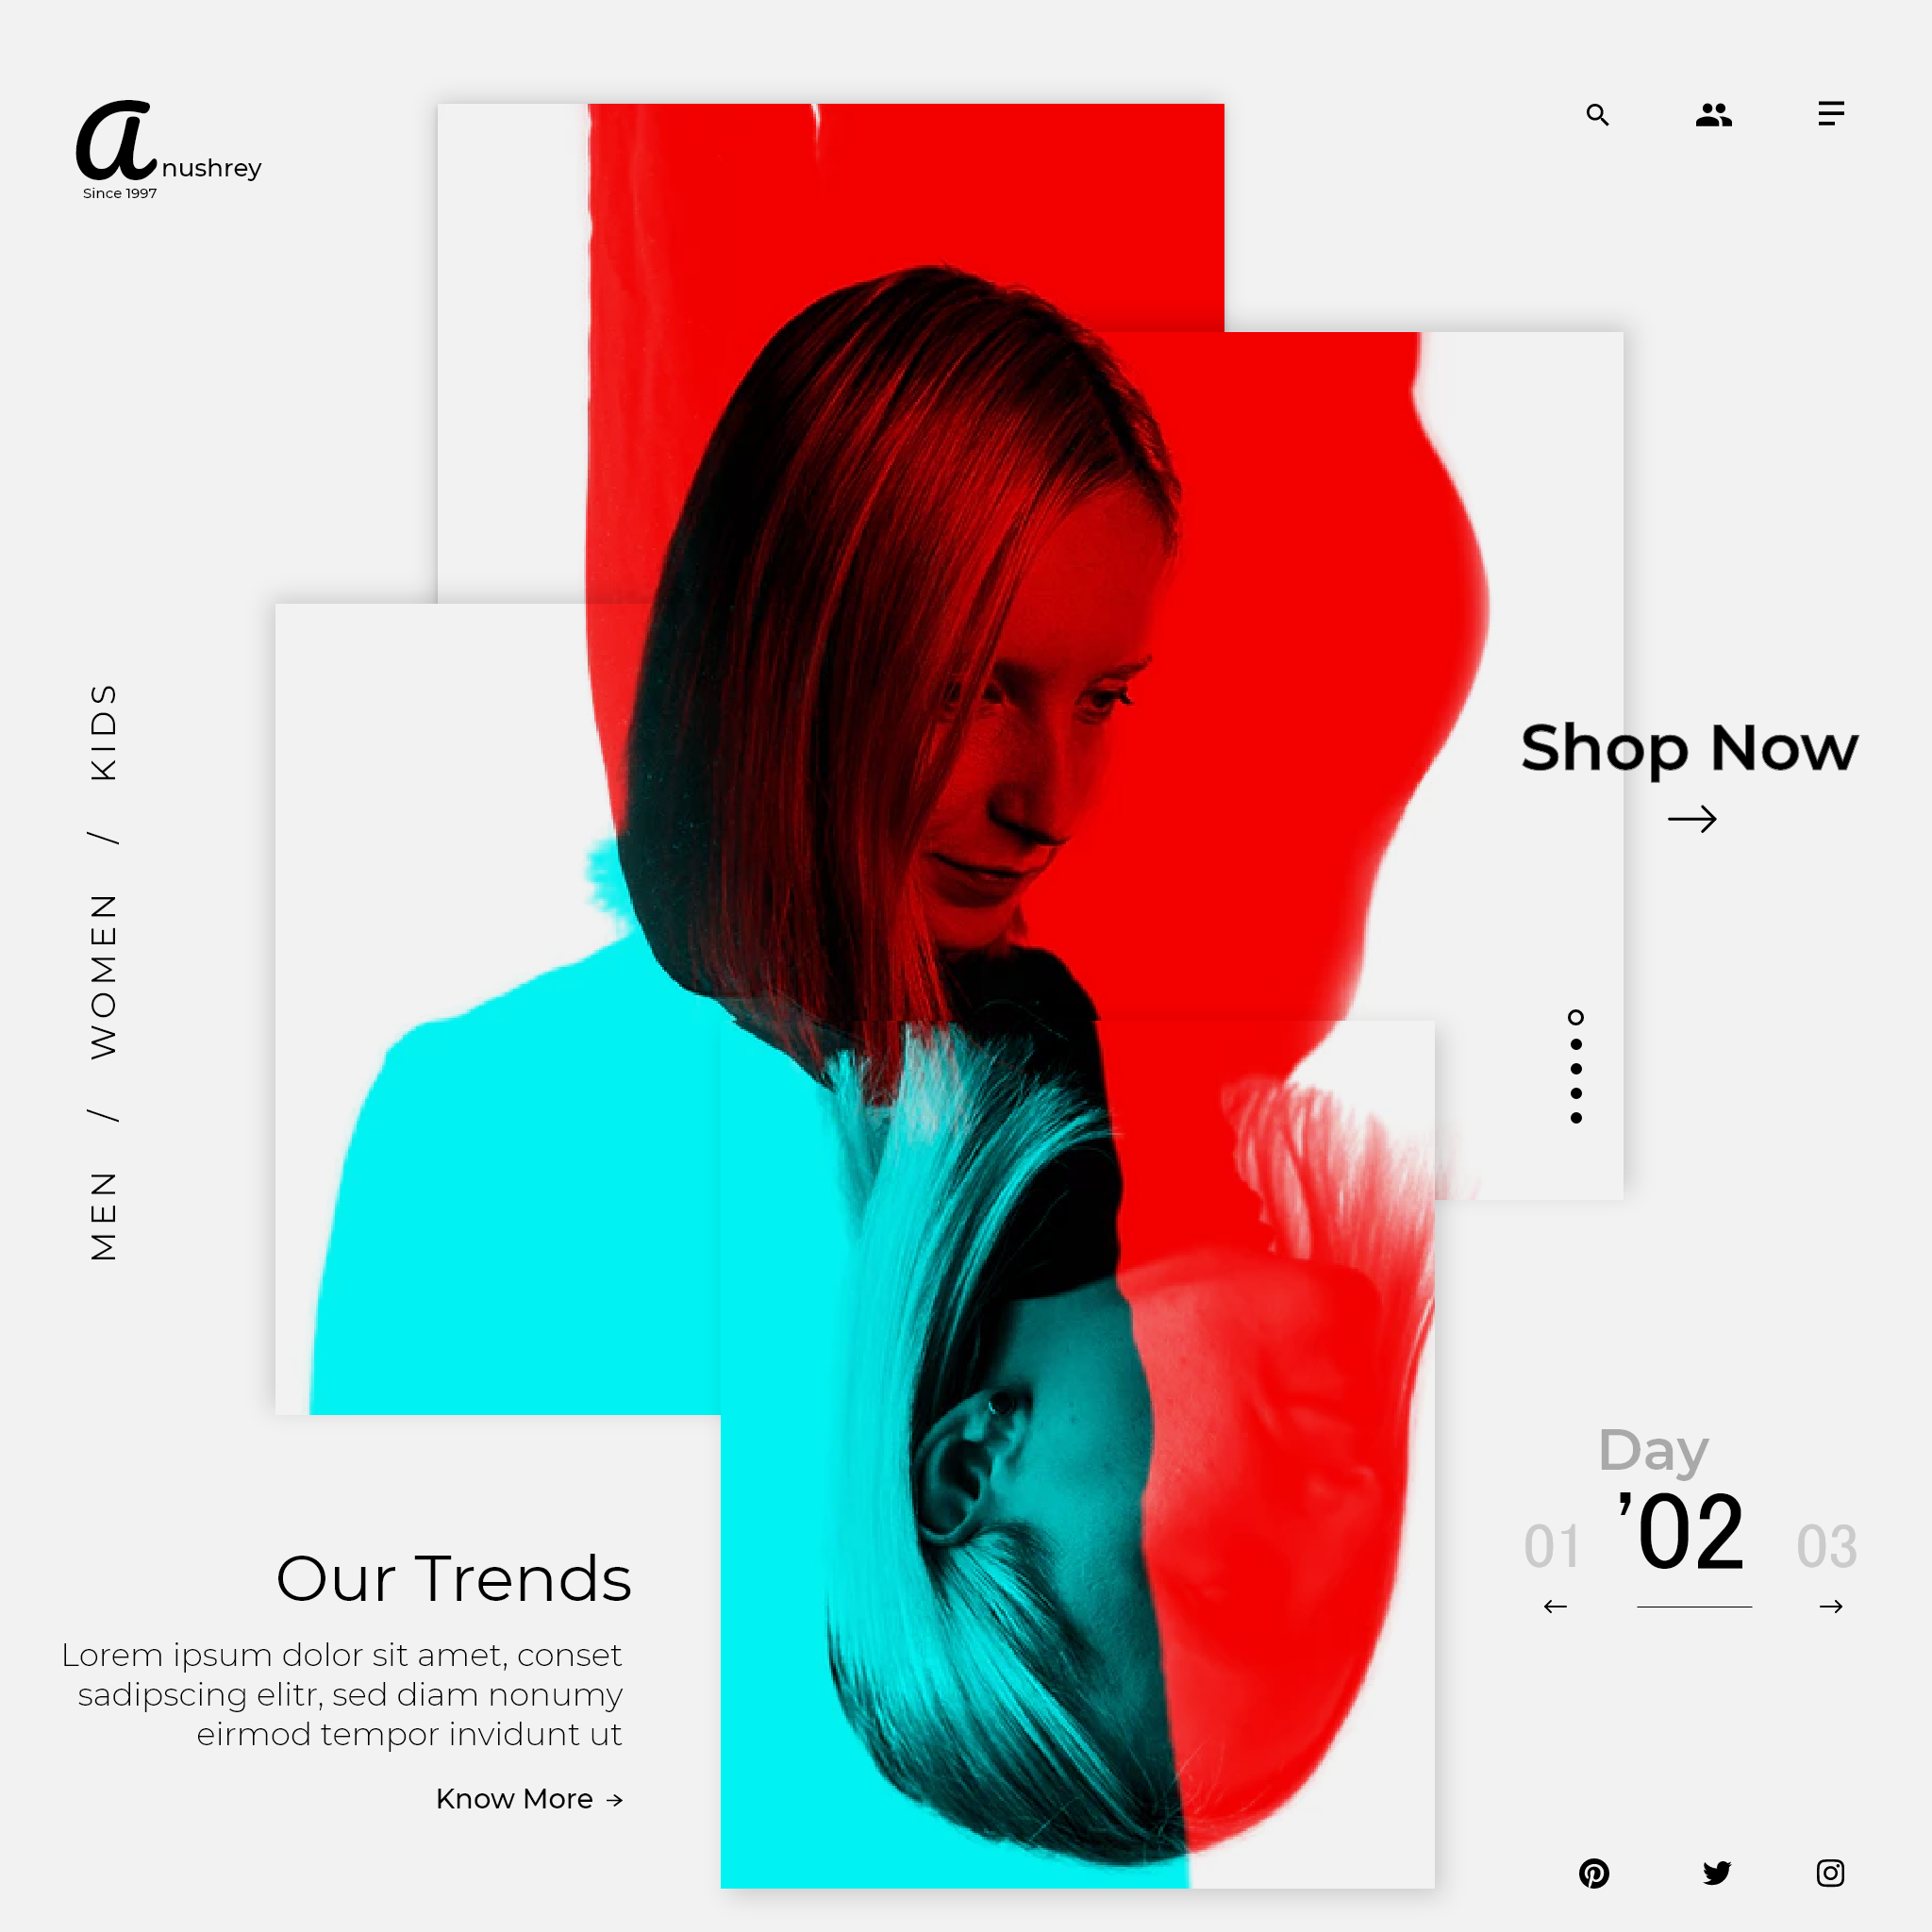 anushrey
Since 1997
MEN / WOMEN / KIDS
Shop Now
Day
01 ’02 03
Our Trends
Lorem ipsum dolor sit amet, conset
sadipscing elitr, sed diam nonumy
eirmod tempor invidunt ut
Know More